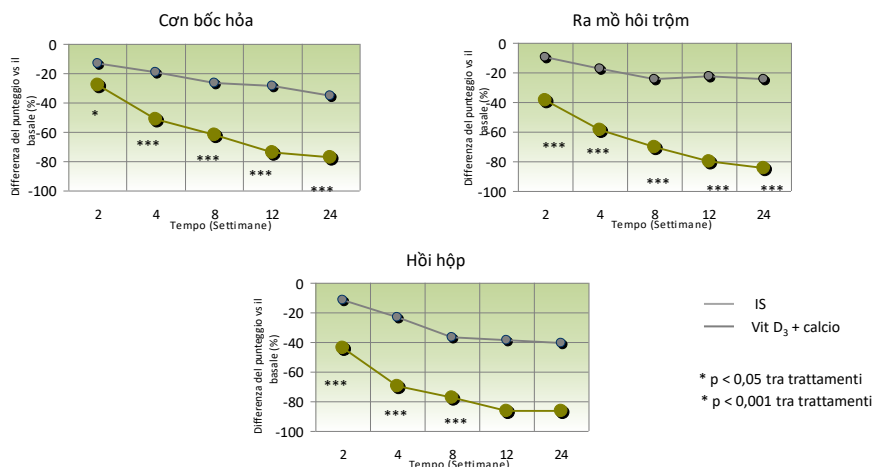 Cơn bốc hỏa
Differenza del punteggio vs il
basale (%)
0
-20
-40
-60
-80
-100
*
***
***
***
***
2 4 8 12 24
Tempo (Settimane)
Ra mồ hôi trộm
Differenza del punteggio vs il
basale (%)
0
-20
-40
-60
-80
-100
***
***
***
***
***
2 4 8 12 24
Tempo (Settimane)
Hồi hộp
Differenza del punteggio vs il
basale (%)
0
-20
-40
-60
-80
-100
***
***
***
2 4 8 12 24
Tempo (Settimane)
IS
Vit D3 + calcio
* p < 0,05 tra trattamenti
* p < 0,001 tra trattamenti